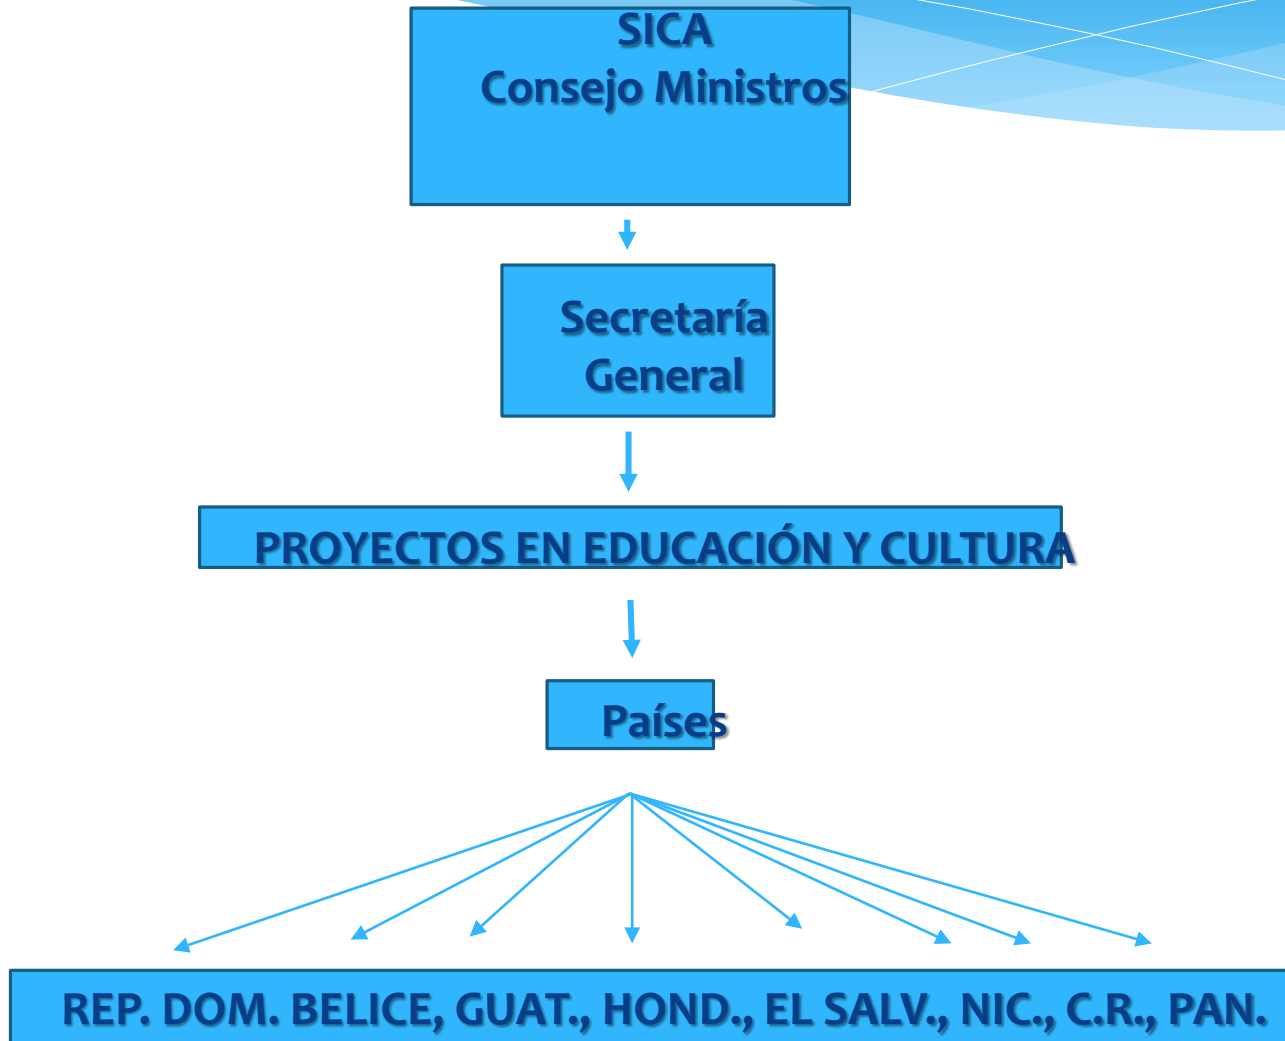 SICA
Consejo Ministros
Secretaría
General
PROYECTOS EN EDUCACIÓN Y CULTURA
Países
REP. DOM. BELICE, GUAT., HOND., EL SALV., NIC., C.R., PAN.